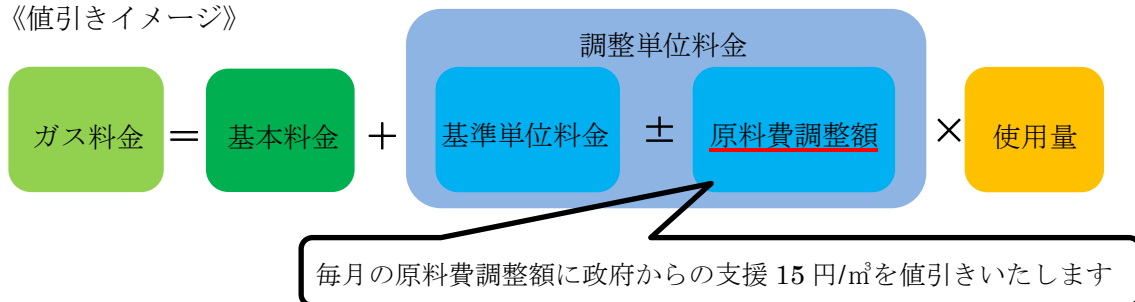 《値引きイメージ》
調整単位料金
ガス料金 = 基本料金 + 基準単位料金 ± 原料費調整額 × 使用量
毎月の原料費調整額に政府からの支援 15 円/㎥を値引きいたします